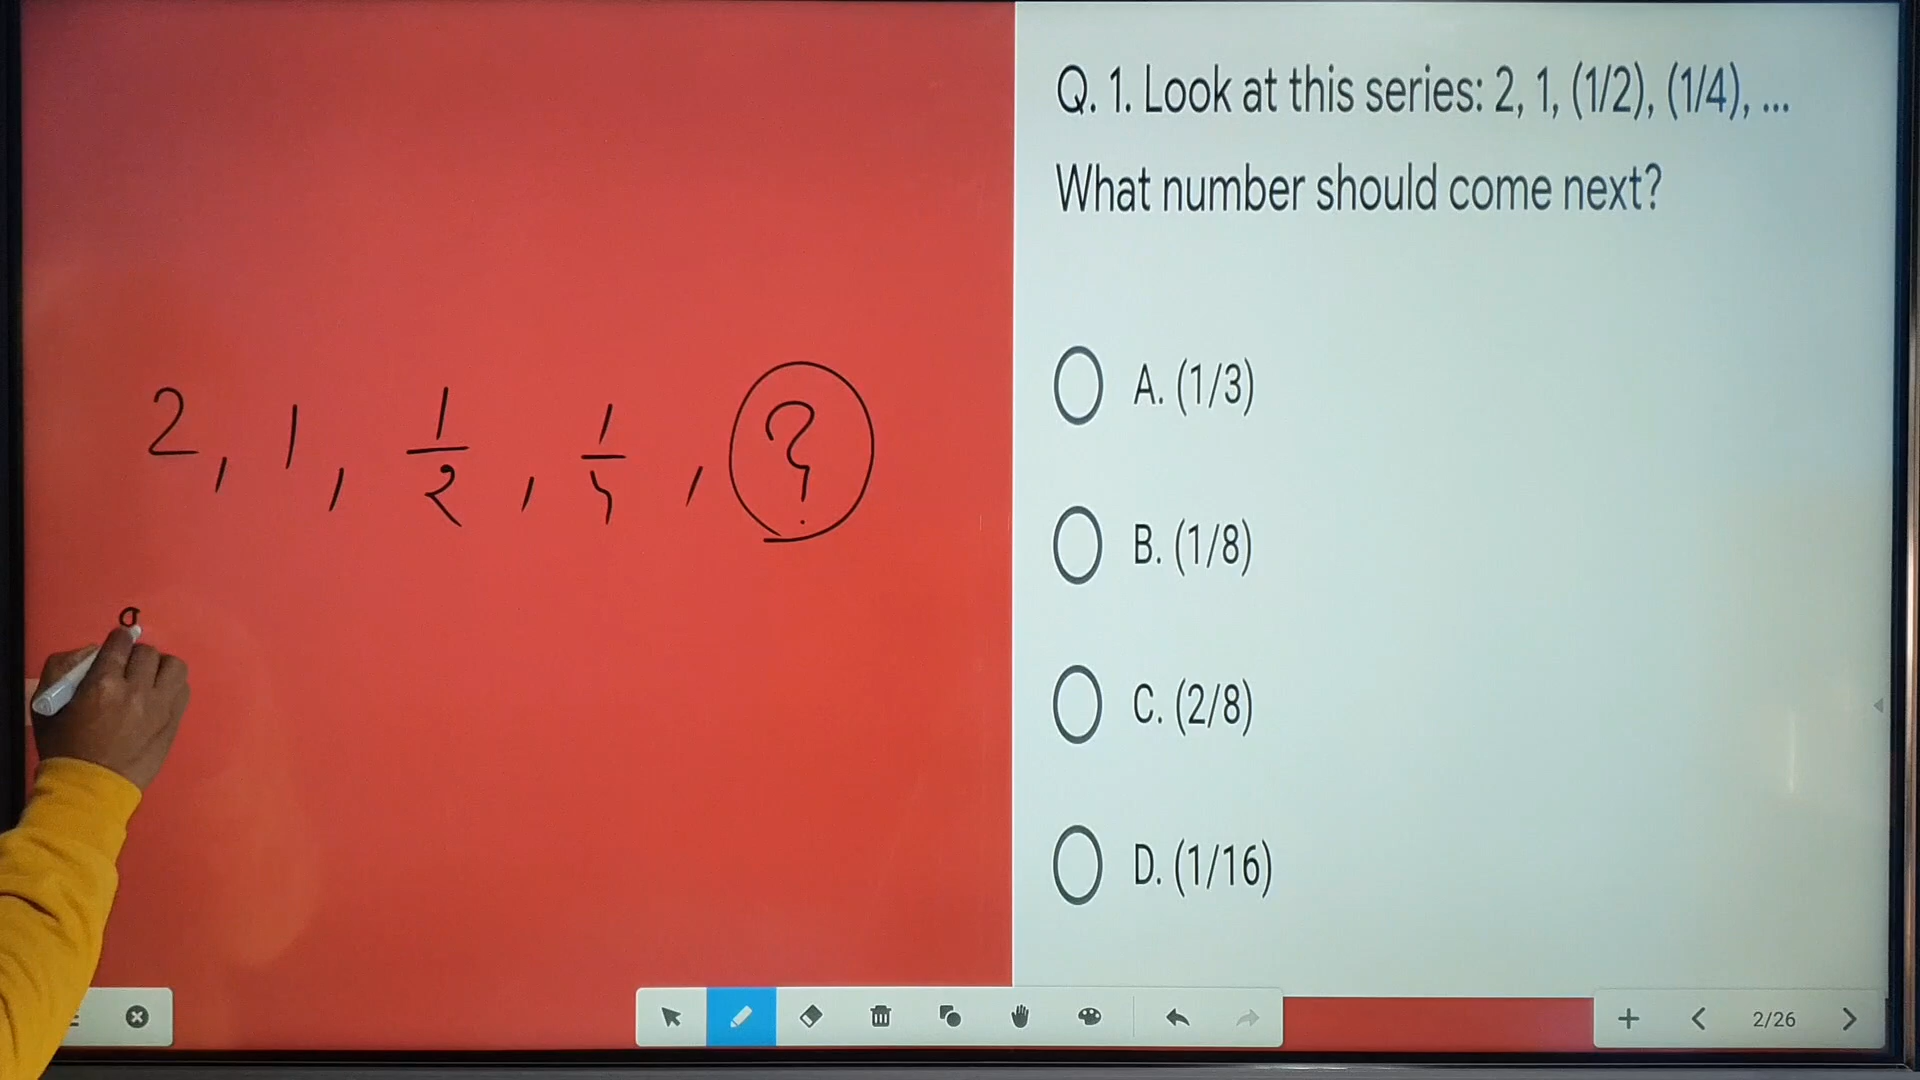 Q. 1. Look at this series: 2, 1, (1/2), (1/4), ...
What number should come next?
A. (1/3)
B. (1/8)
C. (2/8)
D. (1/16)
2, 1, 1/2, 1/4, ?
a
2/26